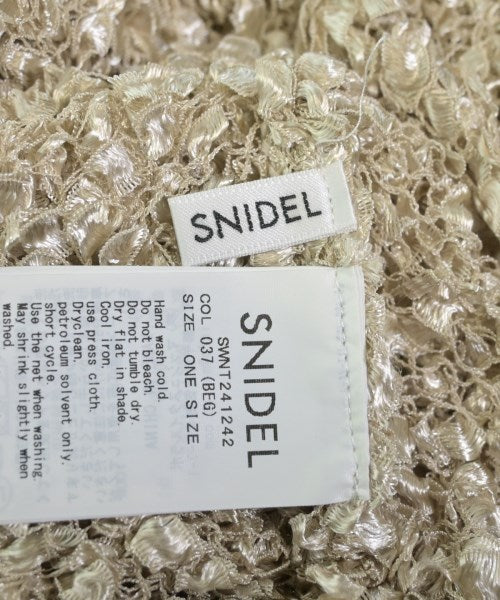 SNIDEL
SNIDEL
SWNT241242
COL 037(BEG)
SIZE ONE SIZE
Hand wash cold.
Do not bleach.
Do not tumble dry.
Dry flat in shade.
Cool iron.
use press cloth.
Dryclean.
petroleum solvent only.
short cycle.
Use the net when washing
May shrink slightly when
washed.